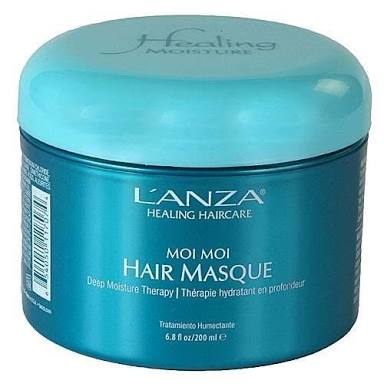 Healing
MOISTURE
L'ANZA
HEALING HAIRCARE
MOI MOI
HAIR MASQUE
Deep Moisture Therapy | Thérapie hydratant en profondeur
Tratamiento Humectante
6.8 fl oz/200 ml ℮